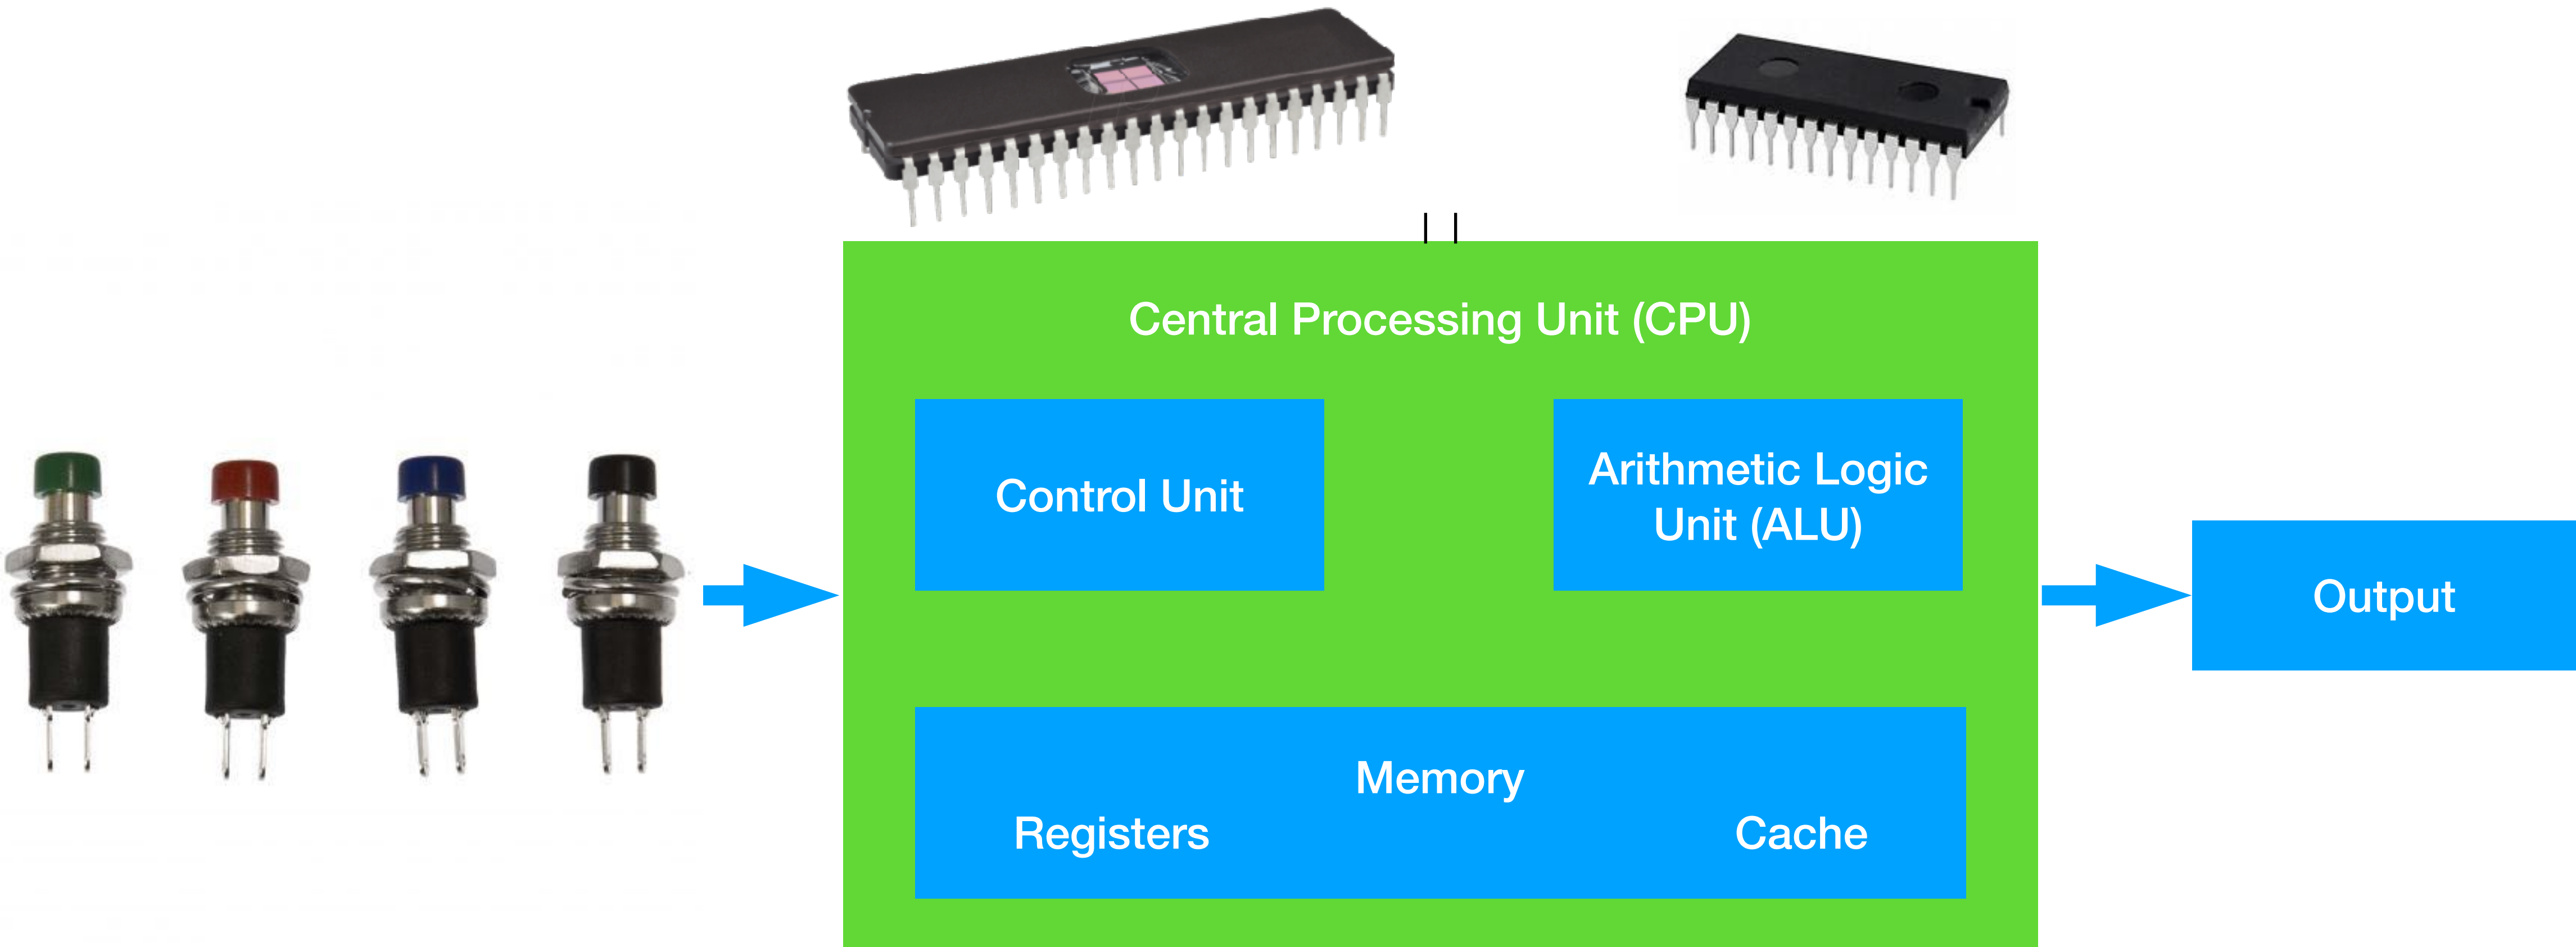 Central Processing Unit (CPU)
Control Unit
Arithmetic Logic
Unit (ALU)
Output
Memory
Registers
Cache